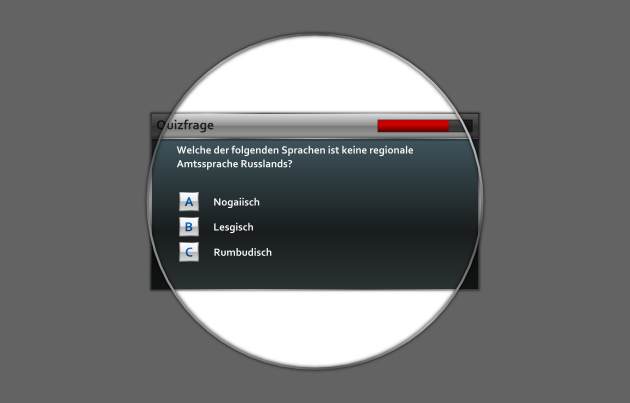 Quizfrage
Welche der folgenden Sprachen ist keine regionale
Amtssprache Russlands?
A Nogaiisch
B Lesgisch
C Rumbudisch